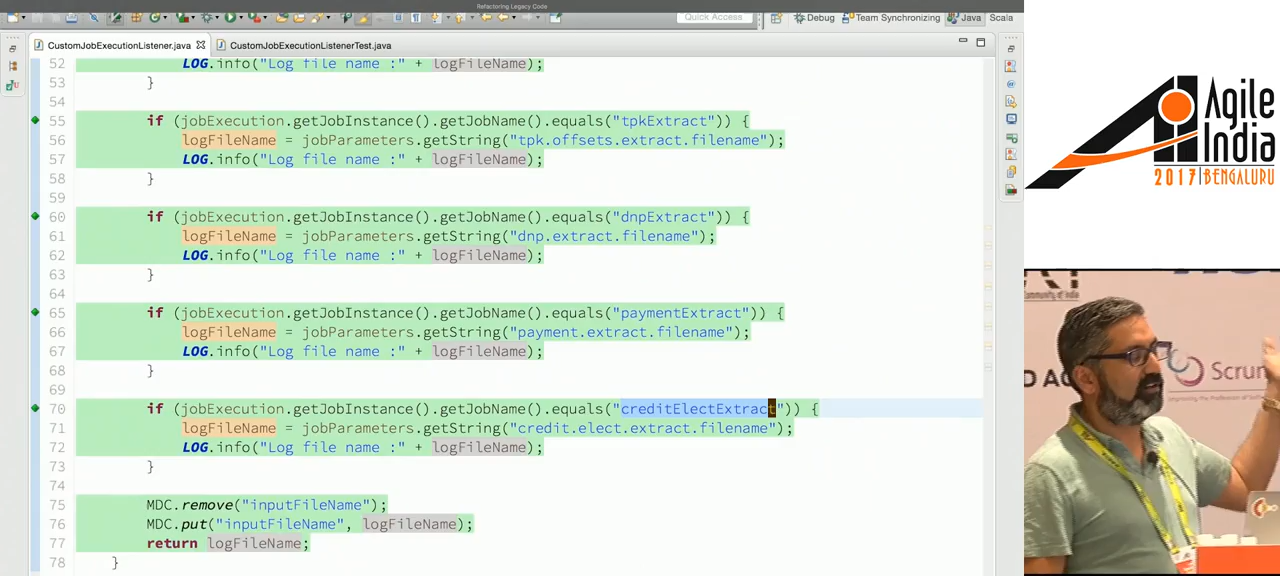 Refactoring Legacy Code
Quick Access
Debug
Team Synchronizing
Java
Scala
CustomJobExecutionListener.java
CustomJobExecutionListenerTest.java
52 LOG.info("Log file name :" + logFileName);
53 }
54
55 if (jobExecution.getJobInstance().getJobName().equals("tpkExtract")) {
56 logFileName = jobParameters.getString("tpk.offsets.extract.filename");
57 LOG.info("Log file name :" + logFileName);
58 }
59
60 if (jobExecution.getJobInstance().getJobName().equals("dnpExtract")) {
61 logFileName = jobParameters.getString("dnp.extract.filename");
62 LOG.info("Log file name :" + logFileName);
63 }
64
65 if (jobExecution.getJobInstance().getJobName().equals("paymentExtract")) {
66 logFileName = jobParameters.getString("payment.extract.filename");
67 LOG.info("Log file name :" + logFileName);
68 }
69
70 if (jobExecution.getJobInstance().getJobName().equals("creditElectExtract")) {
71 logFileName = jobParameters.getString("credit.elect.extract.filename");
72 LOG.info("Log file name :" + logFileName);
73 }
75 MDC.remove("inputFileName");
76 MDC.put("inputFileName", logFileName);
77 return logFileName;
78 }
Agile
India
2017 | BENGALURU
Scrum